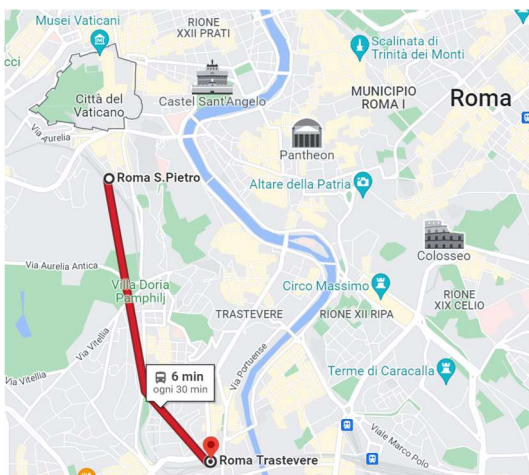 Musei Vaticani
RIONE
XXII PRATI
Scalinata di
Trinità dei Monti
cci
Città del
Vaticano
Castel Sant'Angelo
MUNICIPIO
ROMA I
Roma
Via Aurelia
Pantheon
Roma S.Pietro
Altare della Patria
Colosseo
Via Aurelia Antica
Villa Doria
Pamphilj
Circo Massimo
RIONE
XIX CELIO
TRASTEVERE
RIONE XII RIPA
Via Vitellia
Via Portuense
6 min
ogni 30 min
Terme di Caracalla
Via Vitellia
Viale Marco Polo
Roma Trastevere